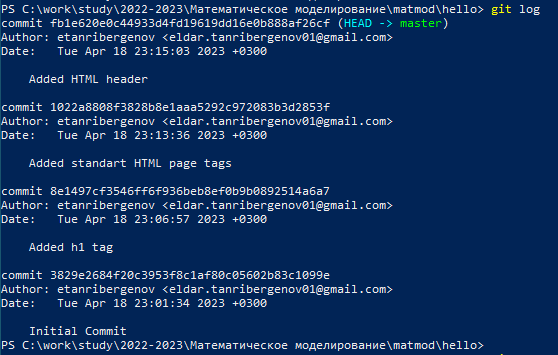 PS C:\work\study\2022-2023\Математическое моделирование\matmod\hello> git log
commit fb1e620e0c44933d4fd19619dd16e0b888af26cf (HEAD -> master)
Author: etanribergenov <eldar.tanribergenov01@gmail.com>
Date:   Tue Apr 18 23:15:03 2023 +0300
    Added HTML header
commit 1022a8808f3828b8e1aaa5292c972083b3d2853f
Author: etanribergenov <eldar.tanribergenov01@gmail.com>
Date:   Tue Apr 18 23:13:36 2023 +0300
    Added standart HTML page tags
commit 8e1497cf3546ff6f936beb8ef0b9b0892514a6a7
Author: etanribergenov <eldar.tanribergenov01@gmail.com>
Date:   Tue Apr 18 23:06:57 2023 +0300
    Added h1 tag
commit 3829e2684f20c3953f8c1af80c05602b83c1099e
Author: etanribergenov <eldar.tanribergenov01@gmail.com>
Date:   Tue Apr 18 23:01:34 2023 +0300
    Initial Commit
PS C:\work\study\2022-2023\Математическое моделирование\matmod\hello>